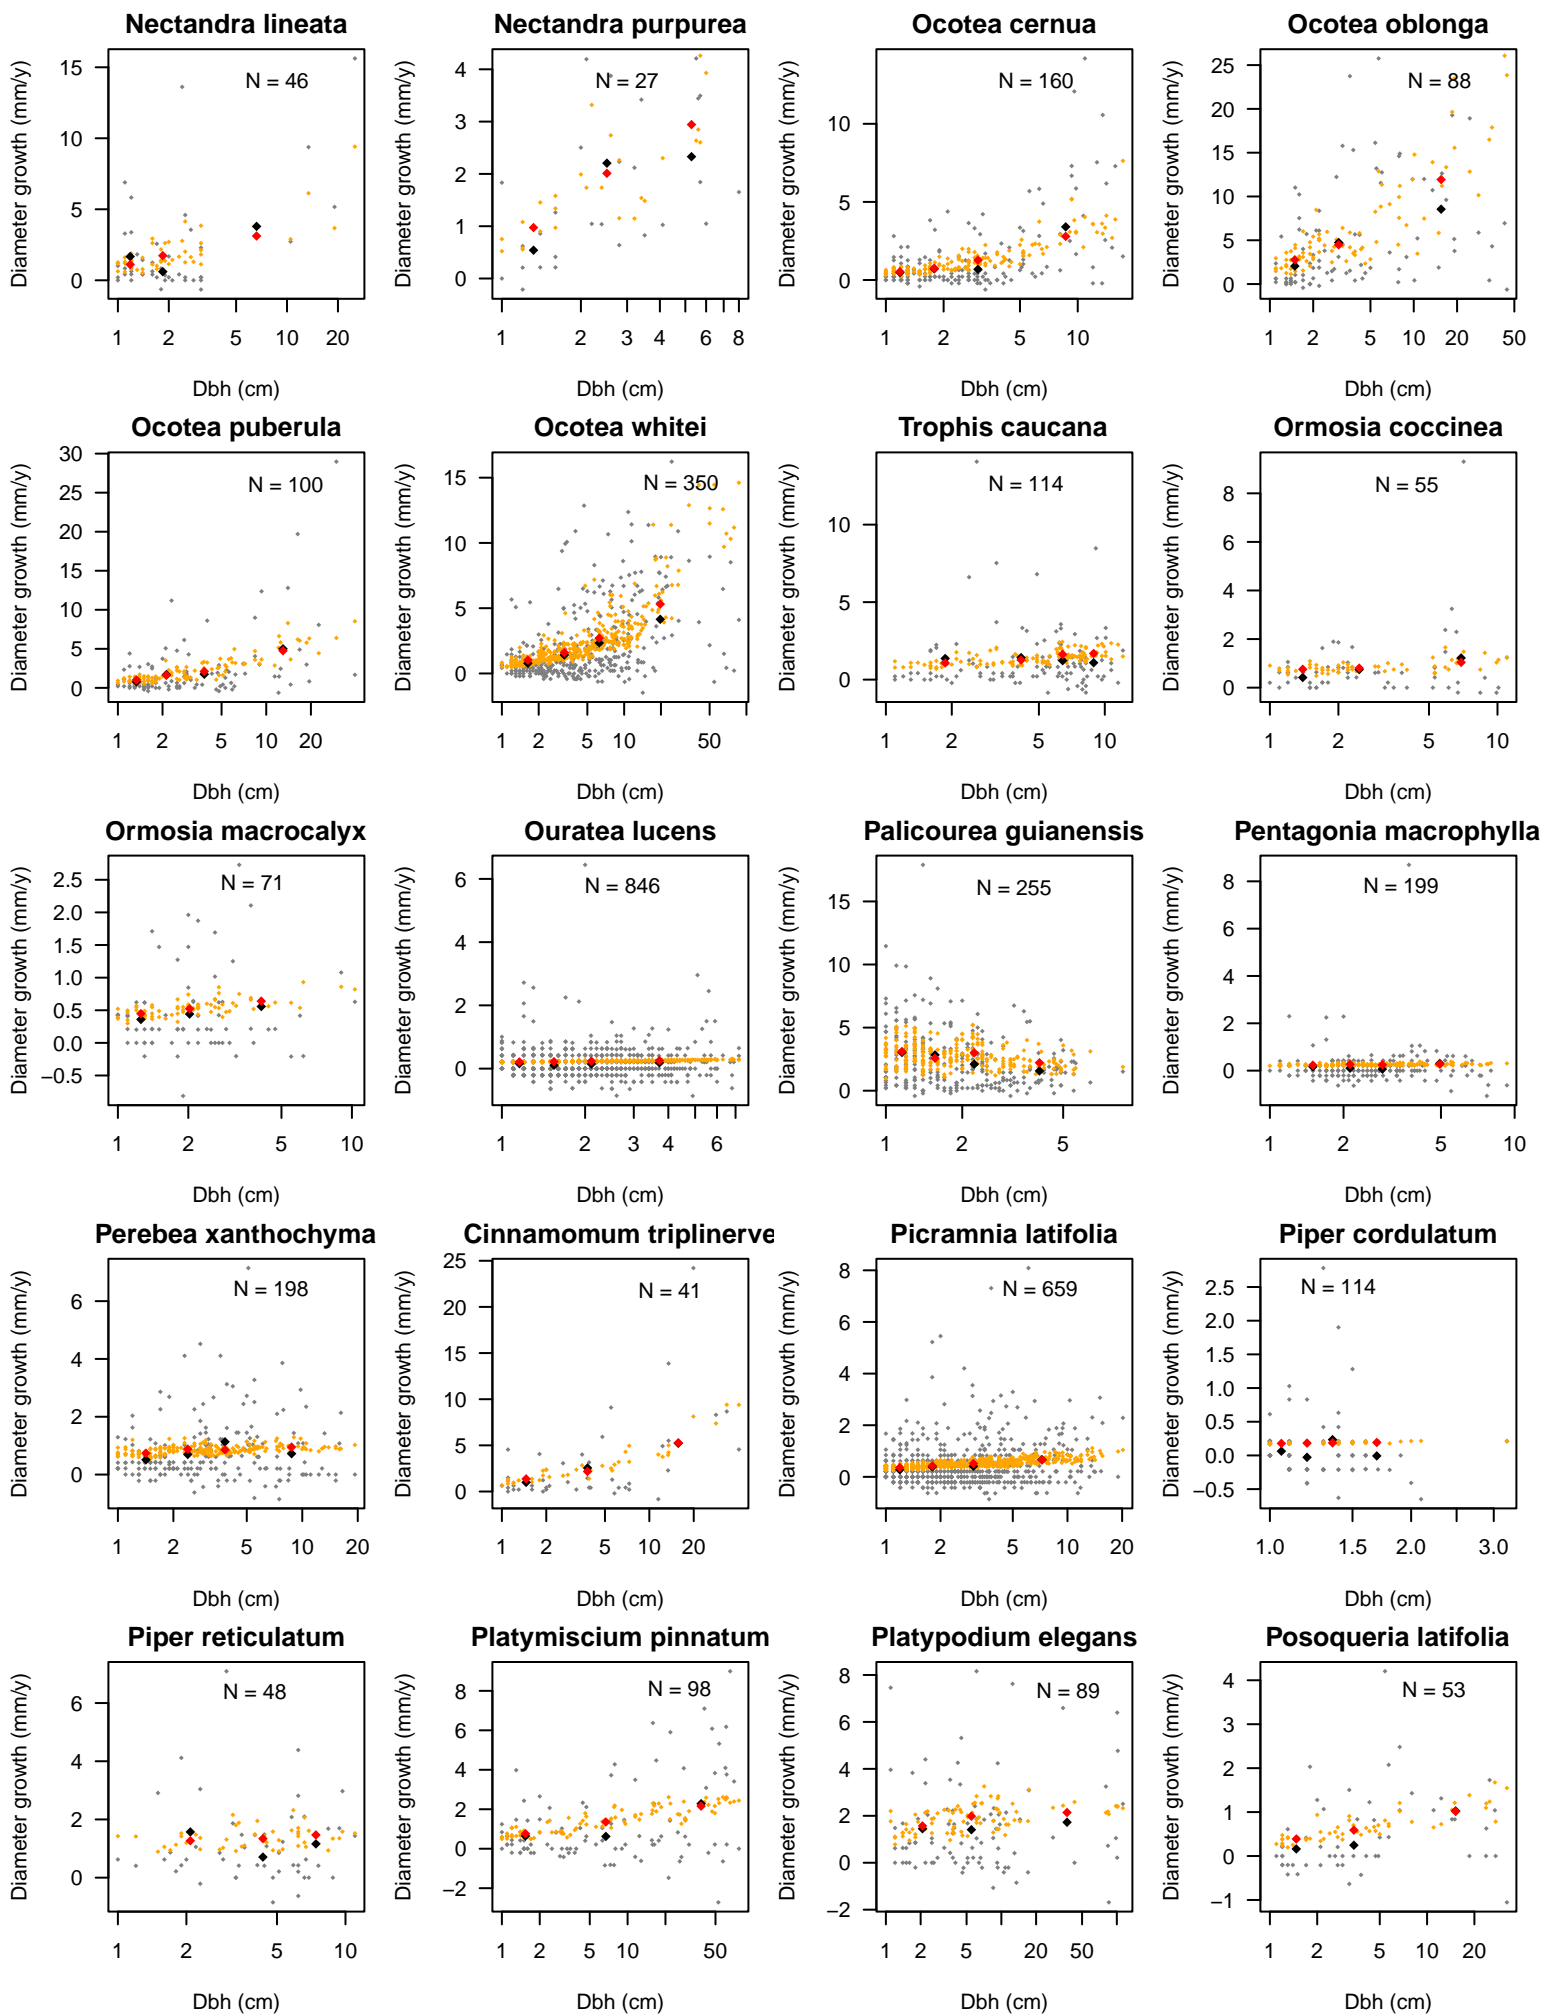 Nectandra lineata
Diameter growth (mm/y)
15
10
5
0
N = 46
1 2 5 10 20
Dbh (cm)
Nectandra purpurea
Diameter growth (mm/y)
4
3
2
1
0
N = 27
1 2 3 4 6 8
Dbh (cm)
Ocotea cernua
Diameter growth (mm/y)
10
5
0
N = 160
1 2 5 10
Dbh (cm)
Ocotea oblonga
Diameter growth (mm/y)
25
20
15
10
5
0
N = 88
1 2 5 10 20 50
Dbh (cm)
Ocotea puberula
Diameter growth (mm/y)
30
25
20
15
10
5
0
N = 100
1 2 5 10 20
Dbh (cm)
Ocotea whitei
Diameter growth (mm/y)
15
10
5
0
N = 350
1 2 5 10 50
Dbh (cm)
Trophis caucana
Diameter growth (mm/y)
10
5
0
N = 114
1 2 5 10
Dbh (cm)
Ormosia coccinea
Diameter growth (mm/y)
8
6
4
2
0
N = 55
1 2 5 10
Dbh (cm)
Ormosia macrocalyx
Diameter growth (mm/y)
2.5
2.0
1.5
1.0
0.5
0.0
−0.5
N = 71
1 2 5 10
Dbh (cm)
Ouratea lucens
Diameter growth (mm/y)
6
4
2
0
N = 846
1 2 3 4 6
Dbh (cm)
Palicourea guianensis
Diameter growth (mm/y)
15
10
5
0
N = 255
1 2 5
Dbh (cm)
Pentagonia macrophylla
Diameter growth (mm/y)
8
6
4
2
0
N = 199
1 2 5 10
Dbh (cm)
Perebea xanthochyma
Diameter growth (mm/y)
6
4
2
0
N = 198
1 2 5 10 20
Dbh (cm)
Cinnamomum triplinerve
Diameter growth (mm/y)
25
20
15
10
5
0
N = 41
1 2 5 10 20
Dbh (cm)
Picramnia latifolia
Diameter growth (mm/y)
8
6
4
2
0
N = 659
1 2 5 10 20
Dbh (cm)
Piper cordulatum
Diameter growth (mm/y)
2.5
2.0
1.5
1.0
0.5
0.0
−0.5
N = 114
1.0 1.5 2.0 3.0
Dbh (cm)
Piper reticulatum
Diameter growth (mm/y)
6
4
2
0
N = 48
1 2 5 10
Dbh (cm)
Platymiscium pinnatum
Diameter growth (mm/y)
8
6
4
2
0
−2
N = 98
1 2 5 10 50
Dbh (cm)
Platypodium elegans
Diameter growth (mm/y)
8
6
4
2
0
−2
N = 89
1 2 5 20 50
Dbh (cm)
Posoqueria latifolia
Diameter growth (mm/y)
4
3
2
1
0
−1
N = 53
1 2 5 10 20
Dbh (cm)